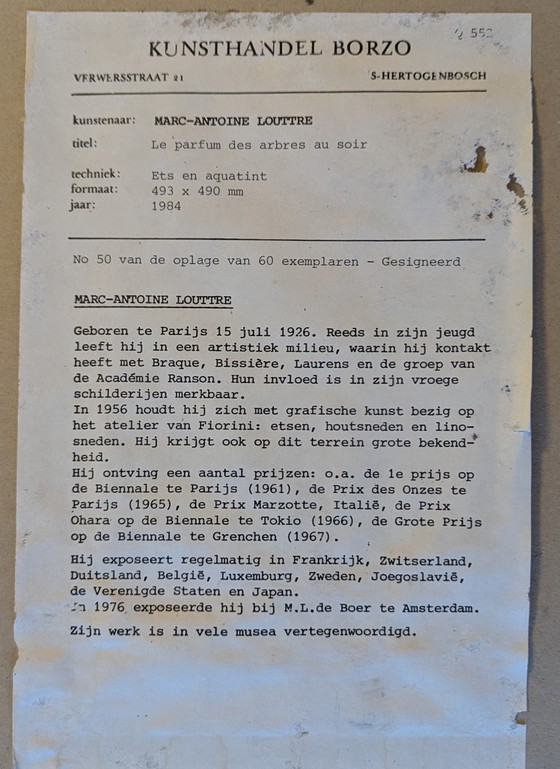 552
KUNSTHANDEL BORZO
VERWERSSTRAAT 21 'S-HERTOGENBOSCH
kunstenaar: MARC-ANTOINE LOUTTRE
titel: Le parfum des arbres au soir
techniek: Ets en aquatint
formaat: 493 x 490 mm
jaar: 1984
No 50 van de oplage van 60 exemplaren - Gesigneerd
MARC-ANTOINE LOUTTRE
Geboren te Parijs 15 juli 1926. Reeds in zijn jeugd
leeft hij in een artistiek milieu, waarin hij kontakt
heeft met Braque, Bissière, Laurens en de groep van
de Académie Ranson. Hun invloed is in zijn vroege
schilderijen merkbaar.
In 1956 houdt hij zich met grafische kunst bezig op
het atelier van Fiorini: etsen, houtsneden en lino-
sneden. Hij krijgt ook op dit terrein grote bekend-
heid.
Hij ontving een aantal prijzen: o.a. de 1e prijs op
de Biennale te Parijs (1961), de Prix des Onzes te
Parijs (1965), de Prix Marzotte, Italië, de Prix
Ohara op de Biennale te Tokio (1966), de Grote Prijs
op de Biennale te Grenchen (1967).
Hij exposeert regelmatig in Frankrijk, Zwitserland,
Duitsland, België, Luxemburg, Zweden, Joegoslavië,
de Verenigde Staten en Japan.
In 1976 exposeerde hij bij M.L.de Boer te Amsterdam.
Zijn werk is in vele musea vertegenwoordigd.